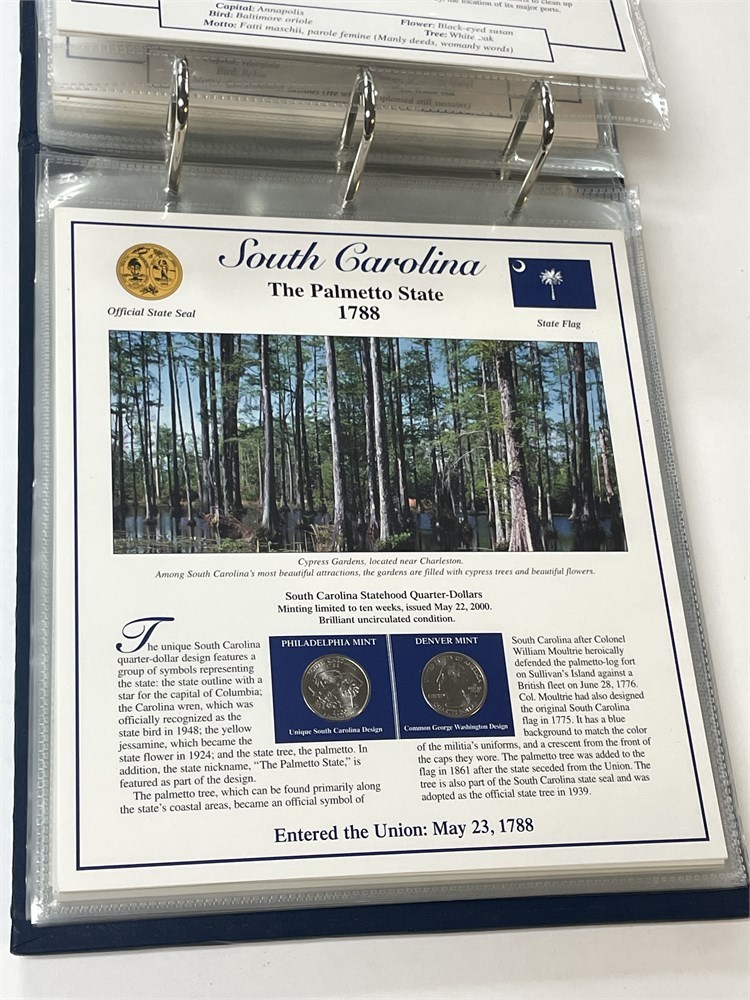 the location of its major ports.
Capital: Annapolis
Bird: Baltimore oriole
Flower: Black-eyed susan
Tree: White oak
Motto: Fatti maschii, parole femine (Manly deeds, womanly words)
South Carolina
The Palmetto State
1788
Official State Seal
State Flag
Cypress Gardens, located near Charleston.
Among South Carolina's most beautiful attractions, the gardens are filled with cypress trees and beautiful flowers.
South Carolina Statehood Quarter-Dollars
Minting limited to ten weeks, issued May 22, 2000.
Brilliant uncirculated condition.
The unique South Carolina
quarter-dollar design features a
group of symbols representing
the state: the state outline with a
star for the capital of Columbia;
the Carolina wren, which was
officially recognized as the
state bird in 1948; the yellow
jessamine, which became the
state flower in 1924; and the state tree, the palmetto. In
addition, the state nickname, "The Palmetto State," is
featured as part of the design.
The palmetto tree, which can be found primarily along
the state's coastal areas, became an official symbol of
PHILADELPHIA MINT
Unique South Carolina Design
DENVER MINT
Common George Washington Design
South Carolina after Colonel
William Moultrie heroically
defended the palmetto-log fort
on Sullivan's Island against a
British fleet on June 28, 1776.
Col. Moultrie had also designed
the original South Carolina
flag in 1775. It has a blue
background to match the color
of the militia's uniforms, and a crescent from the front of
the caps they wore. The palmetto tree was added to the
flag in 1861 after the state seceded from the Union. The
tree is also part of the South Carolina state seal and was
adopted as the official state tree in 1939.
Entered the Union: May 23, 1788